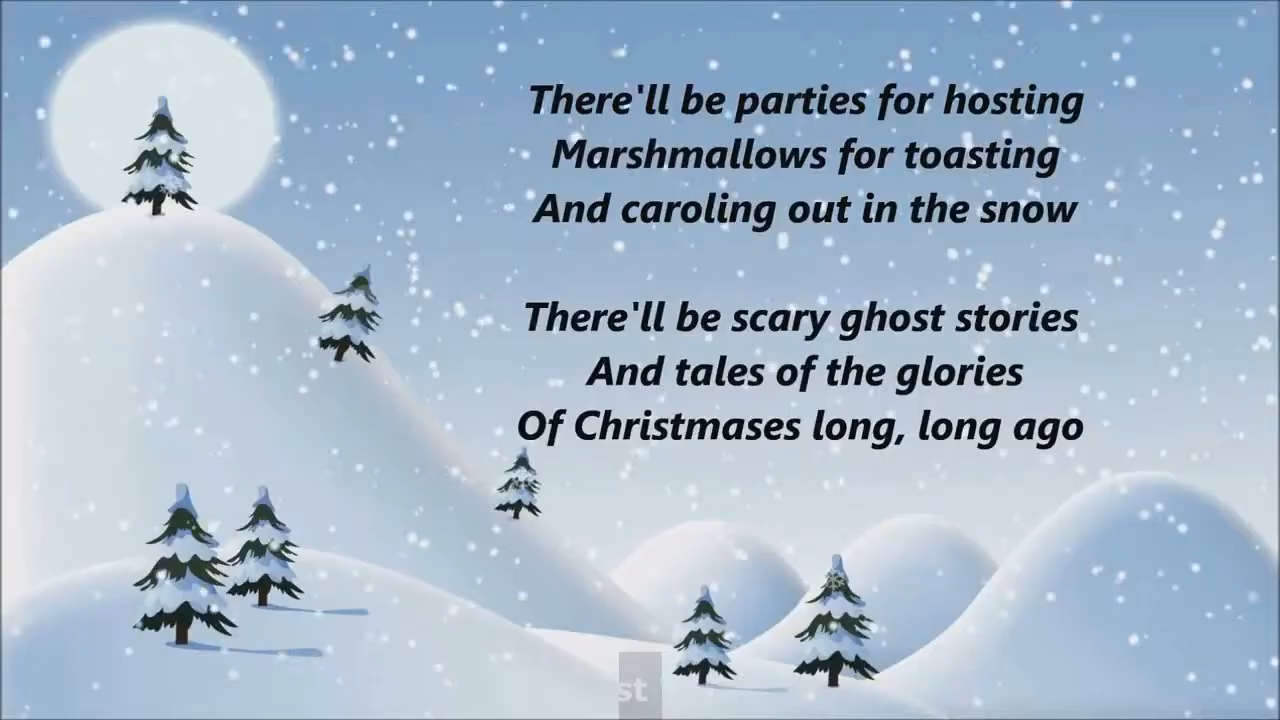 There'll be parties for hosting
Marshmallows for toasting
And caroling out in the snow
There'll be scary ghost stories
And tales of the glories
Of Christmases long, long ago
st